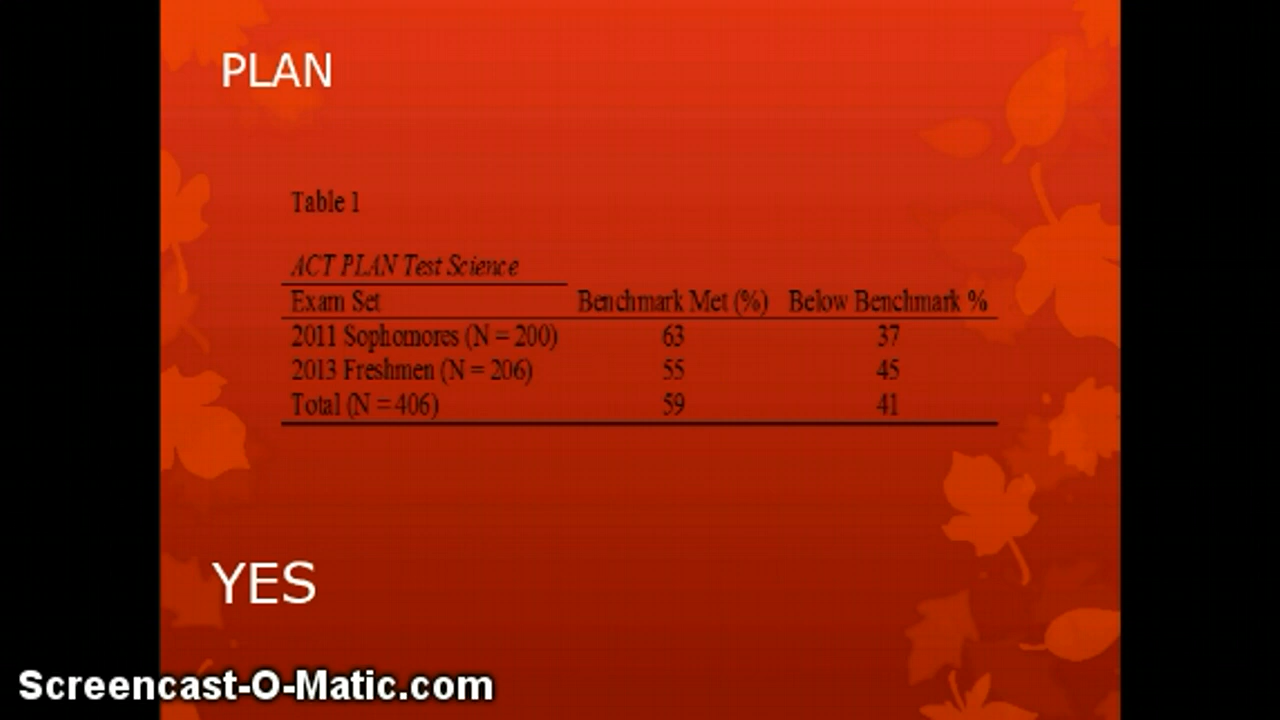 PLAN
Table 1
ACT PLAN Test Science
Exam Set Benchmark Met (%) Below Benchmark %
2011 Sophomores (N = 200) 63 37
2013 Freshmen (N = 206) 55 45
Total (N = 406) 59 41
YES
Screencast-O-Matic.com